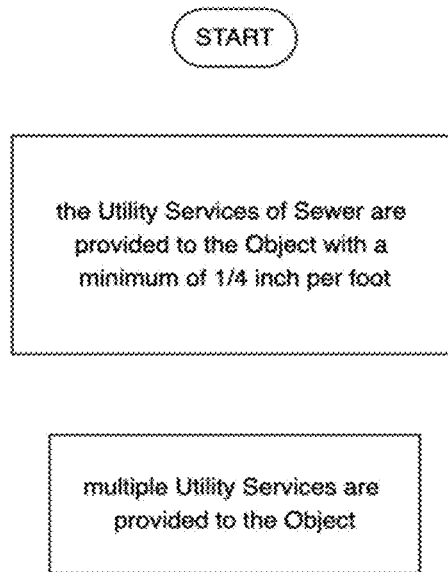 START
the Utility Services of Sewer are
provided to the Object with a
minimum of 1/4 inch per foot
multiple Utility Services are
provided to the Object